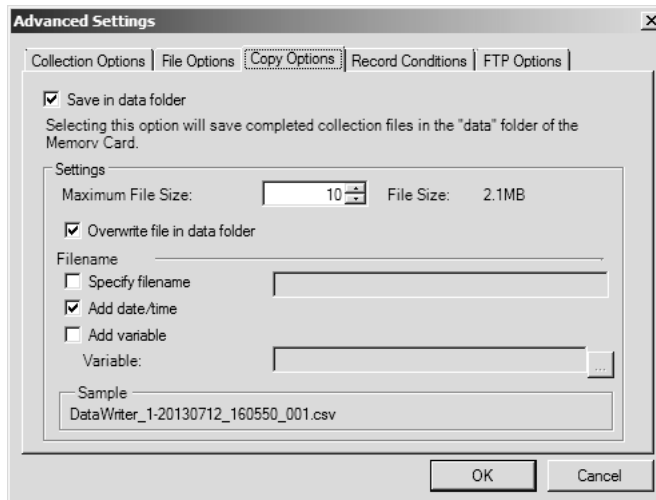 Advanced Settings
Collection Options File Options Copy Options Record Conditions FTP Options
Save in data folder
Selecting this option will save completed collection files in the "data" folder of the
Memory Card.
Settings
Maximum File Size: 10 File Size: 2.1MB
Overwrite file in data folder
Filename
Specify filename
Add date/time
Add variable
Variable: ...
Sample
DataWriter_1-20130712_160550_001.csv
OK Cancel